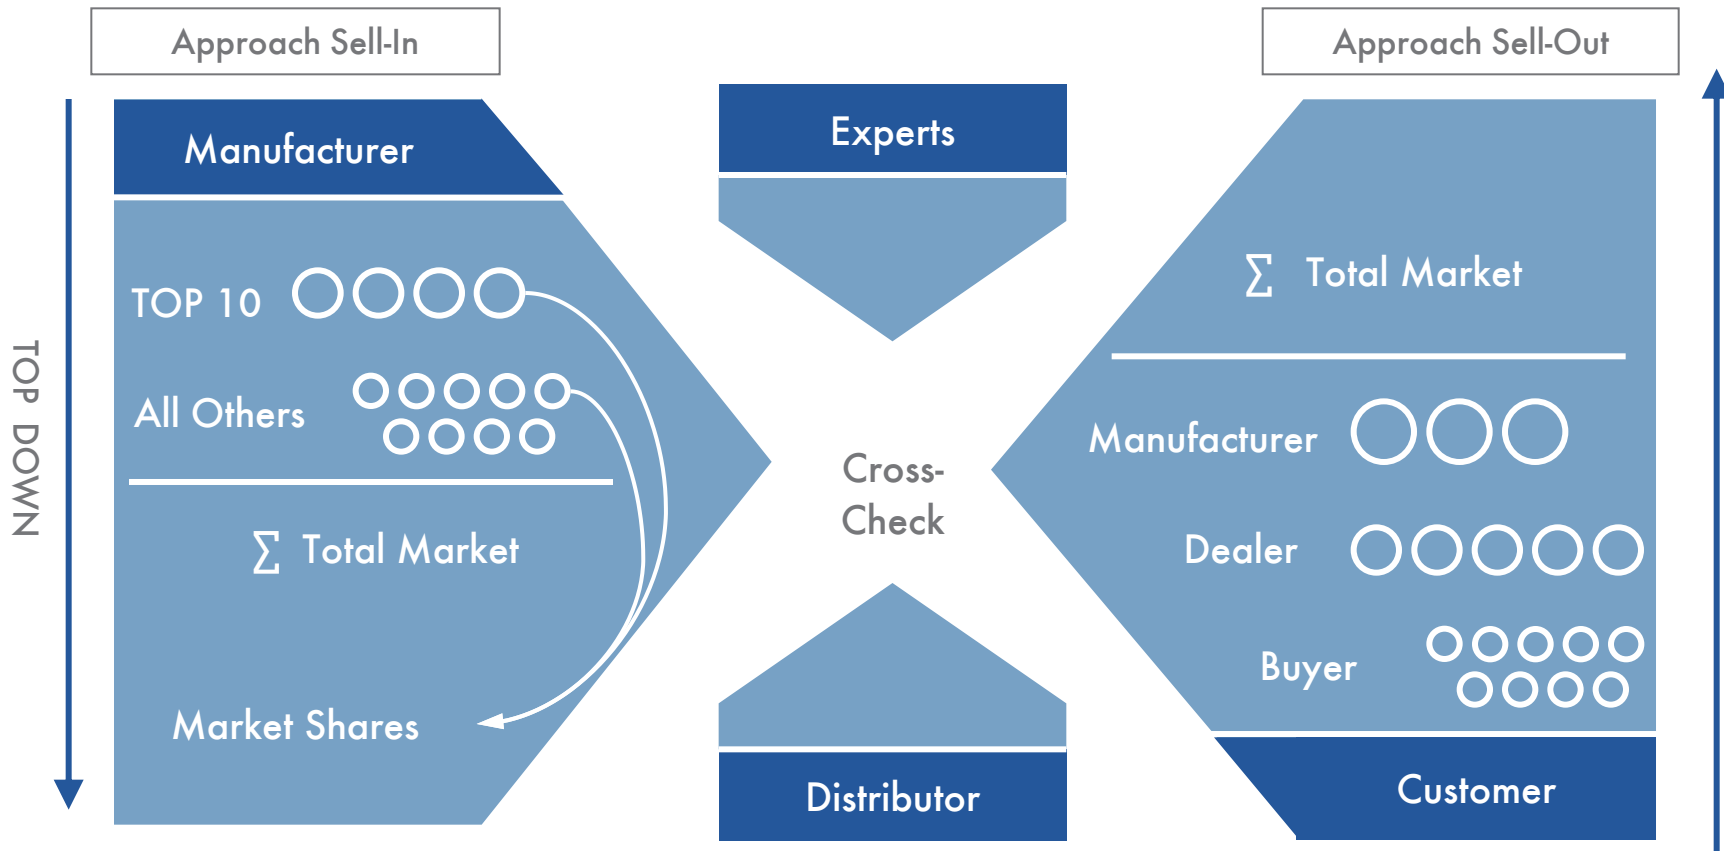 Approach Sell-In
Manufacturer
TOP 10
All Others
∑ Total Market
Market Shares
TOP DOWN
Experts
Cross-
Check
Distributor
Approach Sell-Out
∑ Total Market
Manufacturer
Dealer
Buyer
Customer